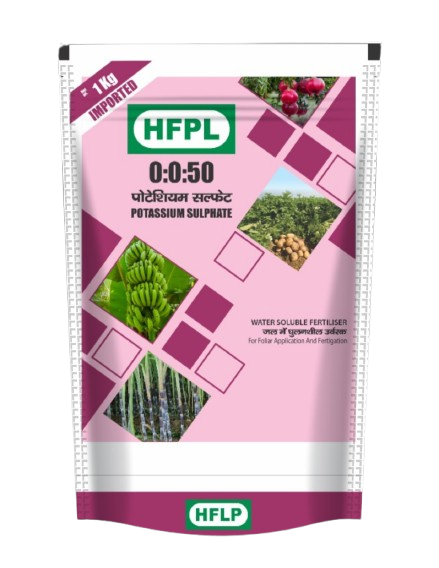 1 Kg
IMPORTED
HFPL
0:0:50
पोटेशियम सल्फेट
POTASSIUM SULPHATE
WATER SOLUBLE FERTILISER
जल में घुलनशील उर्वरक
For Foliar Application And Fertigation
HFLP